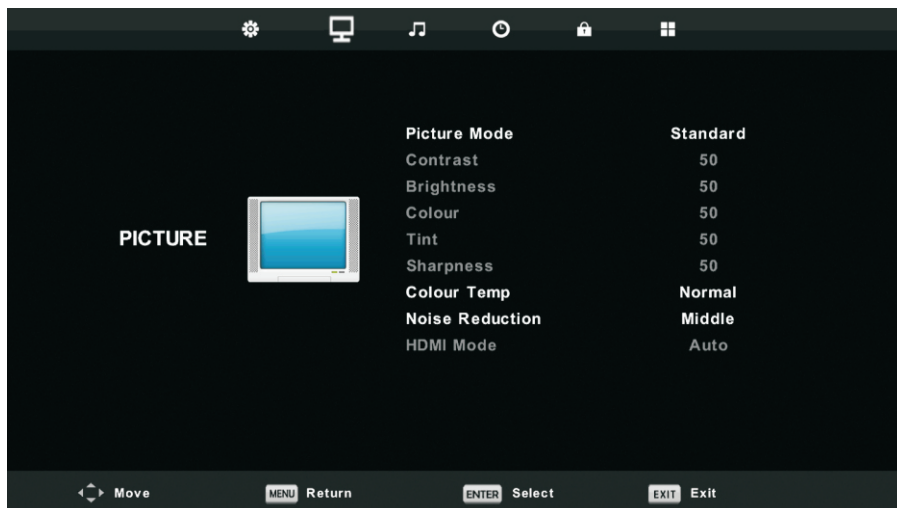 Picture Mode Standard
Contrast 50
Brightness 50
Colour 50
PICTURE
Tint 50
Sharpness 50
Colour Temp Normal
Noise Reduction Middle
HDMI Mode Auto
Move MENU Return ENTER Select EXIT Exit